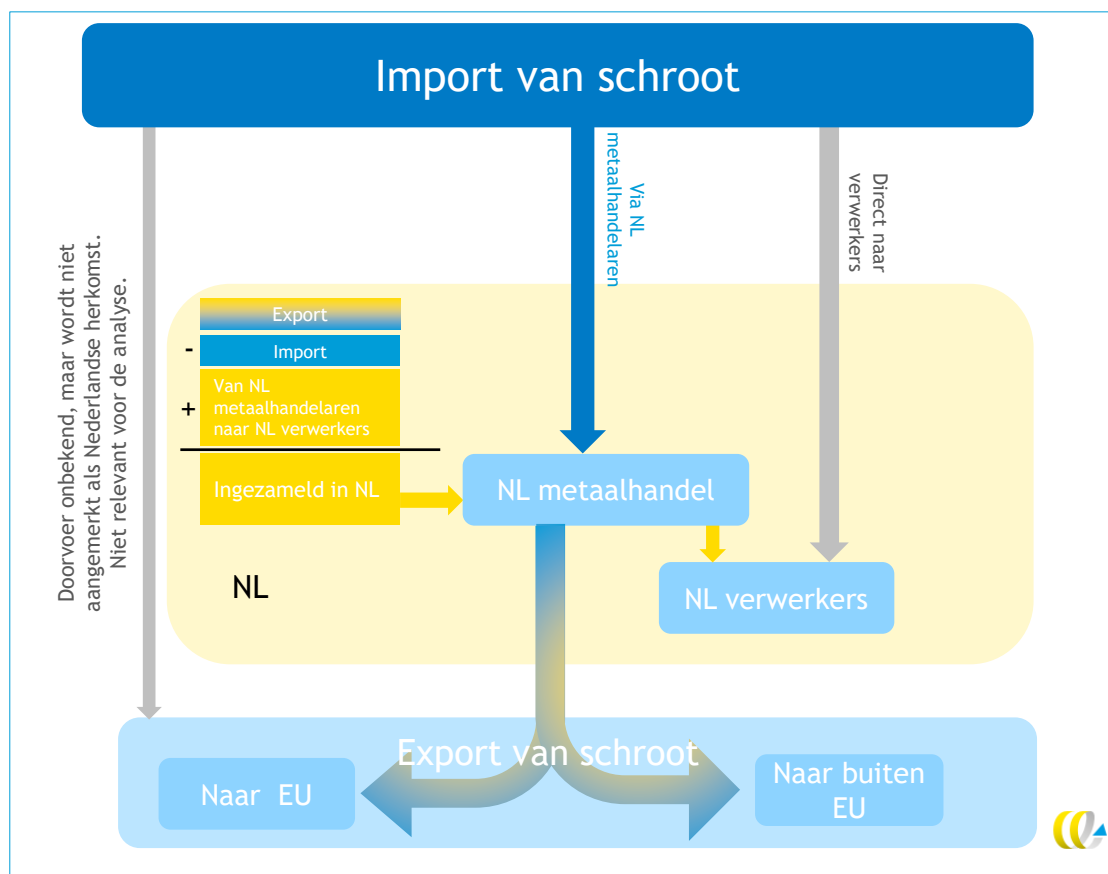 Import van schroot
Doorvoer onbekend, maar wordt niet
aangemerkt als Nederlandse herkomst.
Niet relevant voor de analyse.
Via NL
metaalhandelaren
Direct naar
verwerkers
Export
-
Import
+
Van NL
metaalhandelaren
naar NL verwerkers
Ingezameld in NL
NL metaalhandel
NL verwerkers
NL
Export van schroot
Naar EU
Naar buiten
EU